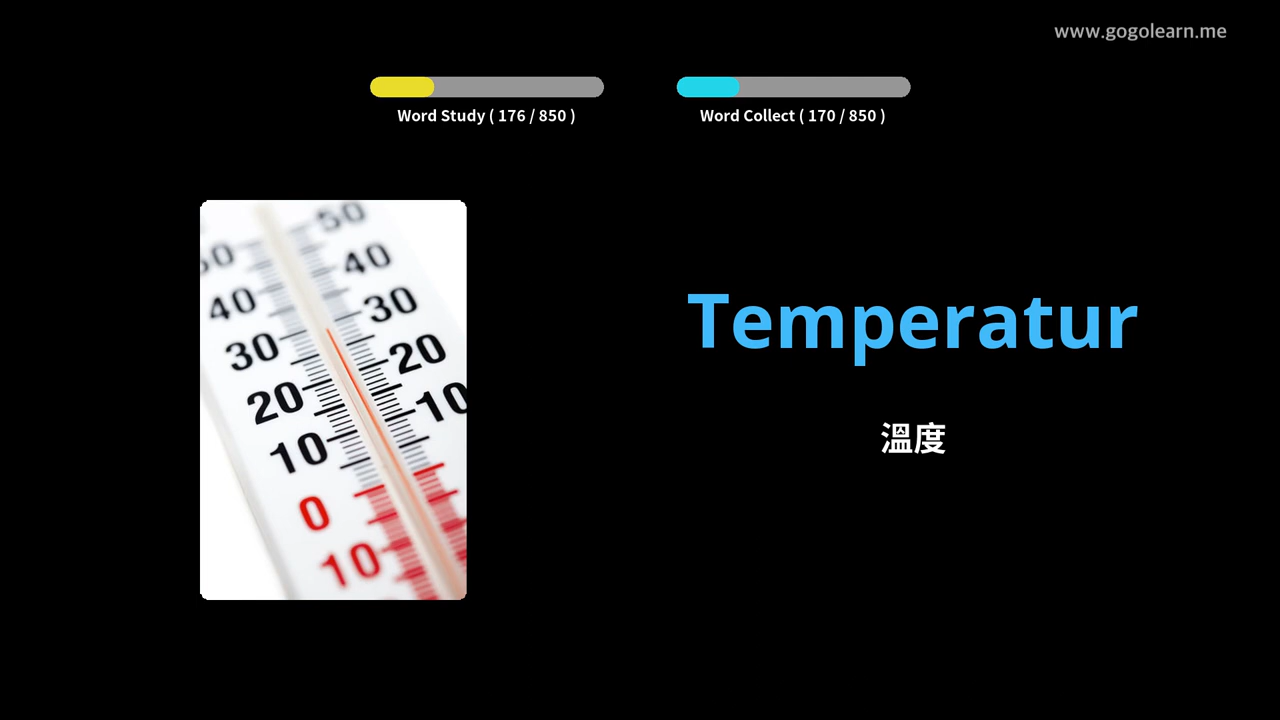 www.gogolearn.me
Word Study ( 176 / 850 )
Word Collect ( 170 / 850 )
50
50
40
40
30
30
20
20
10
10
0
10
Temperatur
溫度